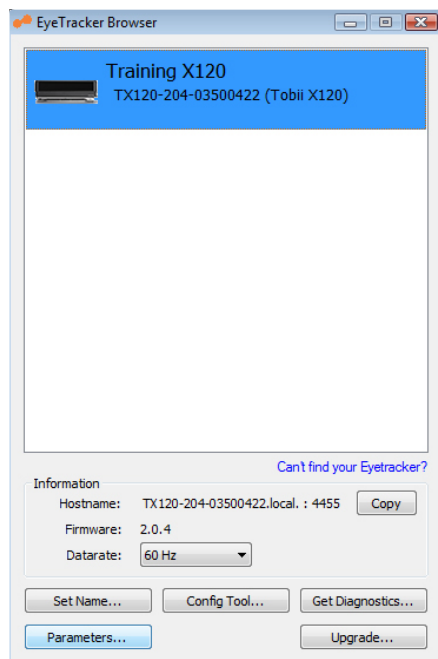 EyeTracker Browser
Training X120
TX120-204-03500422 (Tobii X120)
Can't find your Eyetracker?
Information
Hostname: TX120-204-03500422.local. : 4455 Copy
Firmware: 2.0.4
Datarate: 60 Hz
Set Name... Config Tool... Get Diagnostics...
Parameters... Upgrade...